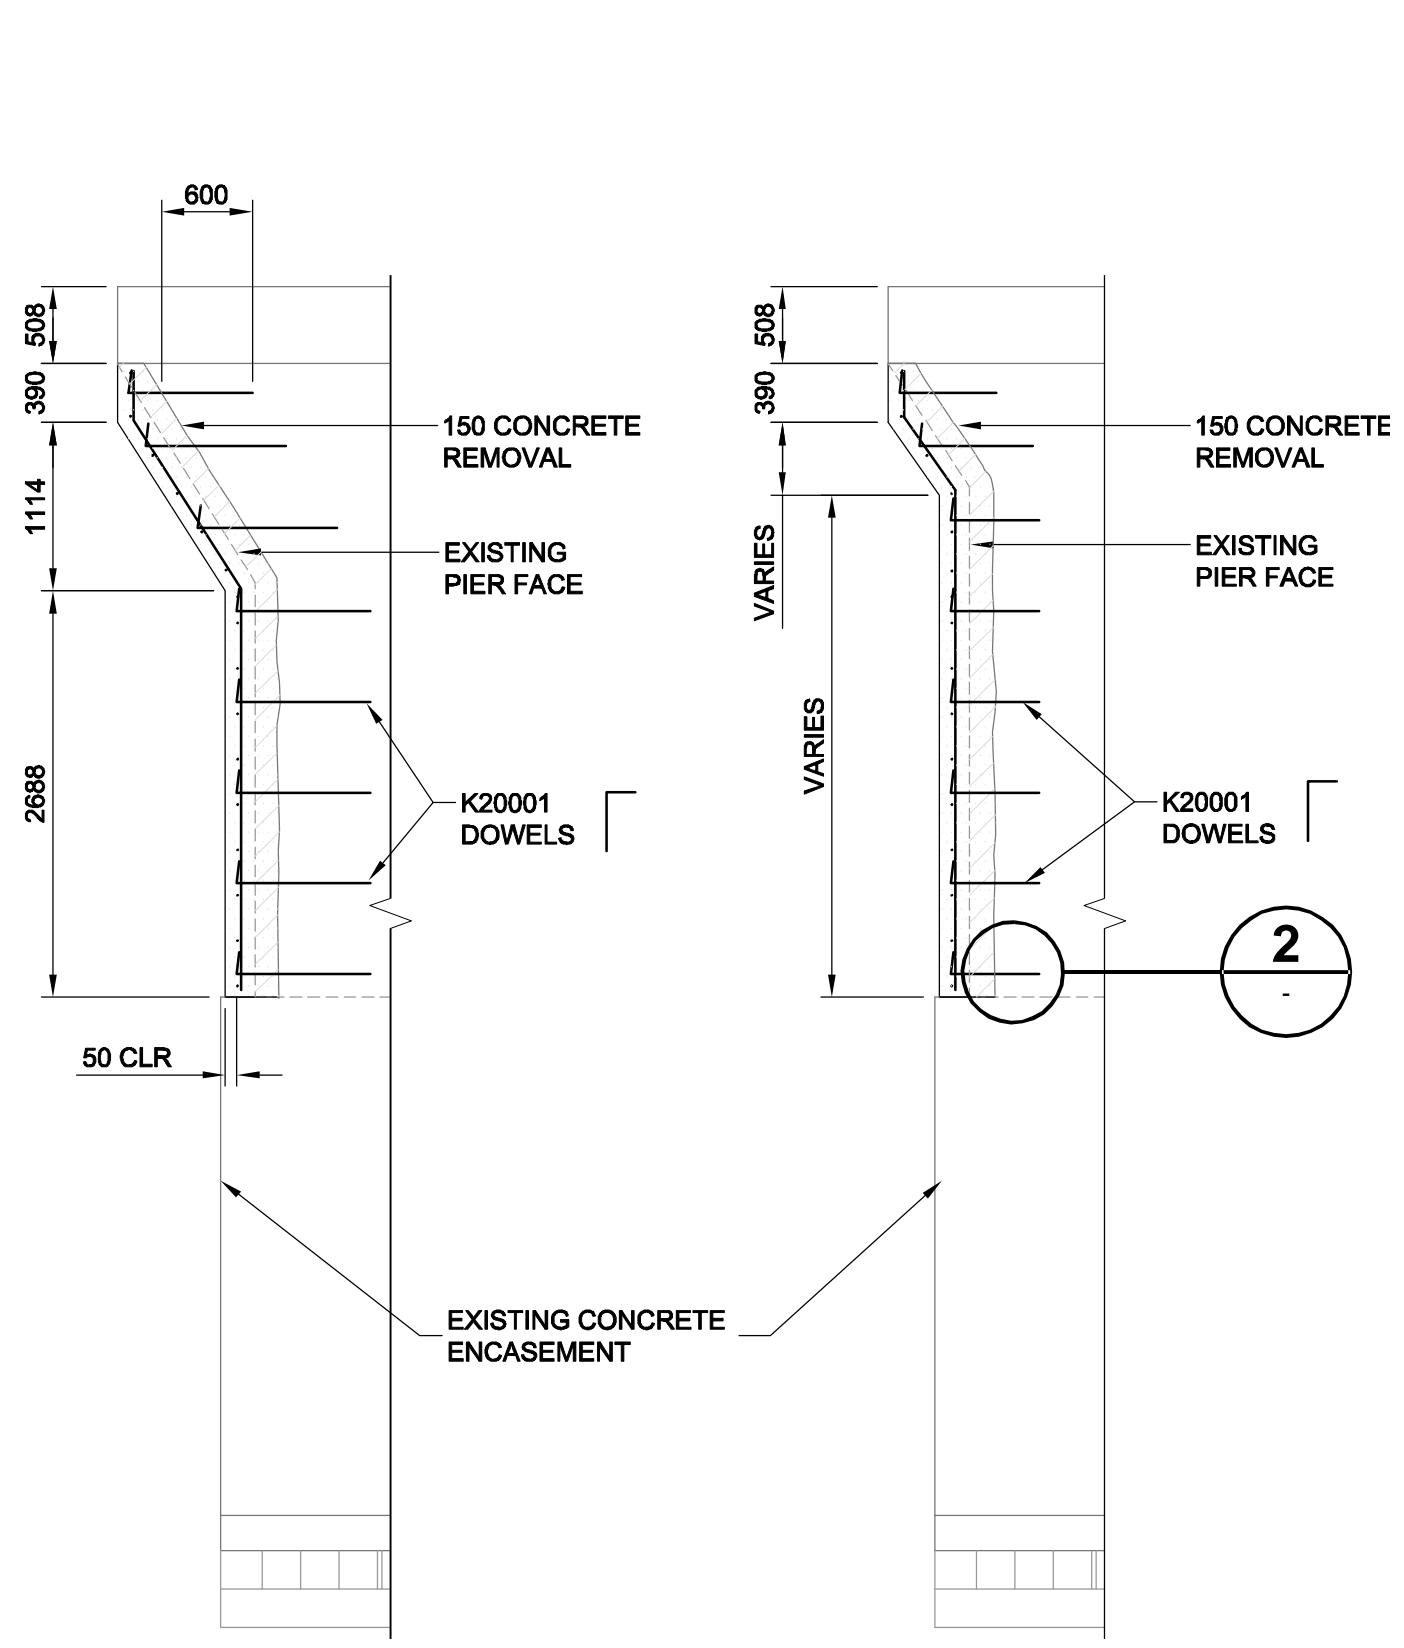 600
508
390
1114
2688
150 CONCRETE
REMOVAL
EXISTING
PIER FACE
K20001
DOWELS
50 CLR
EXISTING CONCRETE
ENCASEMENT
508
390
VARIES
VARIES
150 CONCRETE
REMOVAL
EXISTING
PIER FACE
K20001
DOWELS
2
-